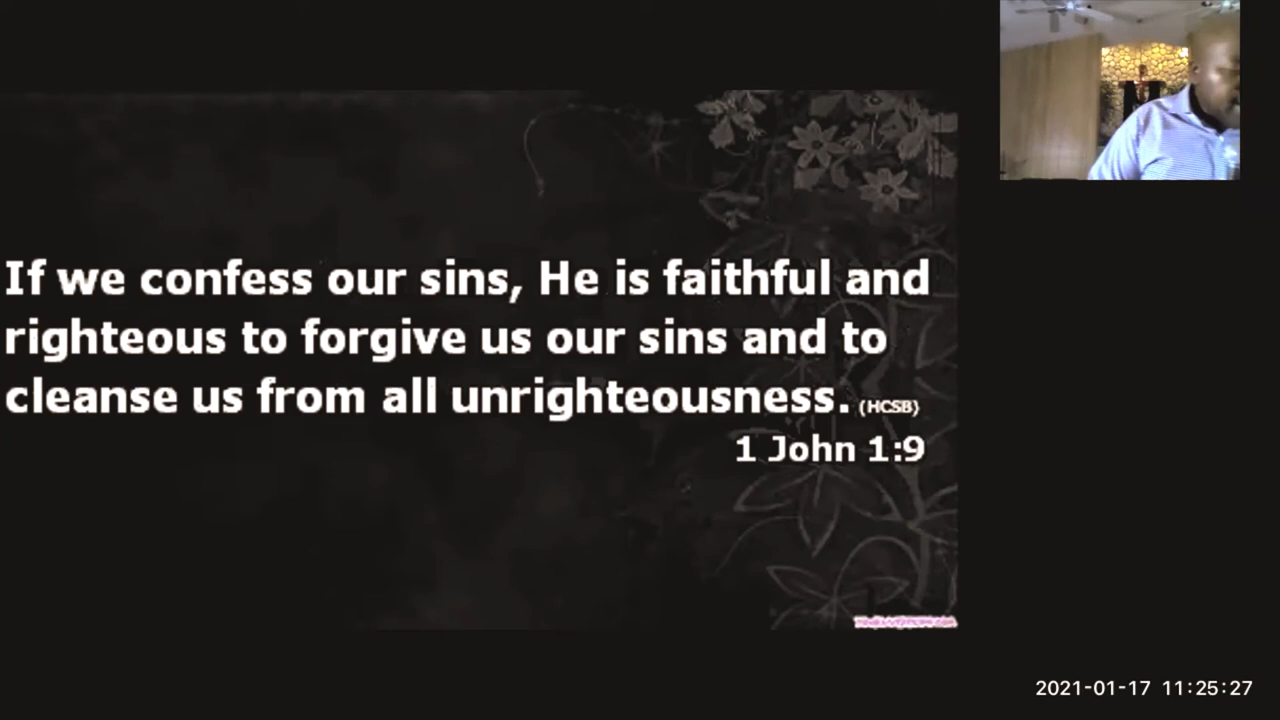 If we confess our sins, He is faithful and
righteous to forgive us our sins and to
cleanse us from all unrighteousness. (HCSB)
1 John 1:9
2021-01-17 11:25:27